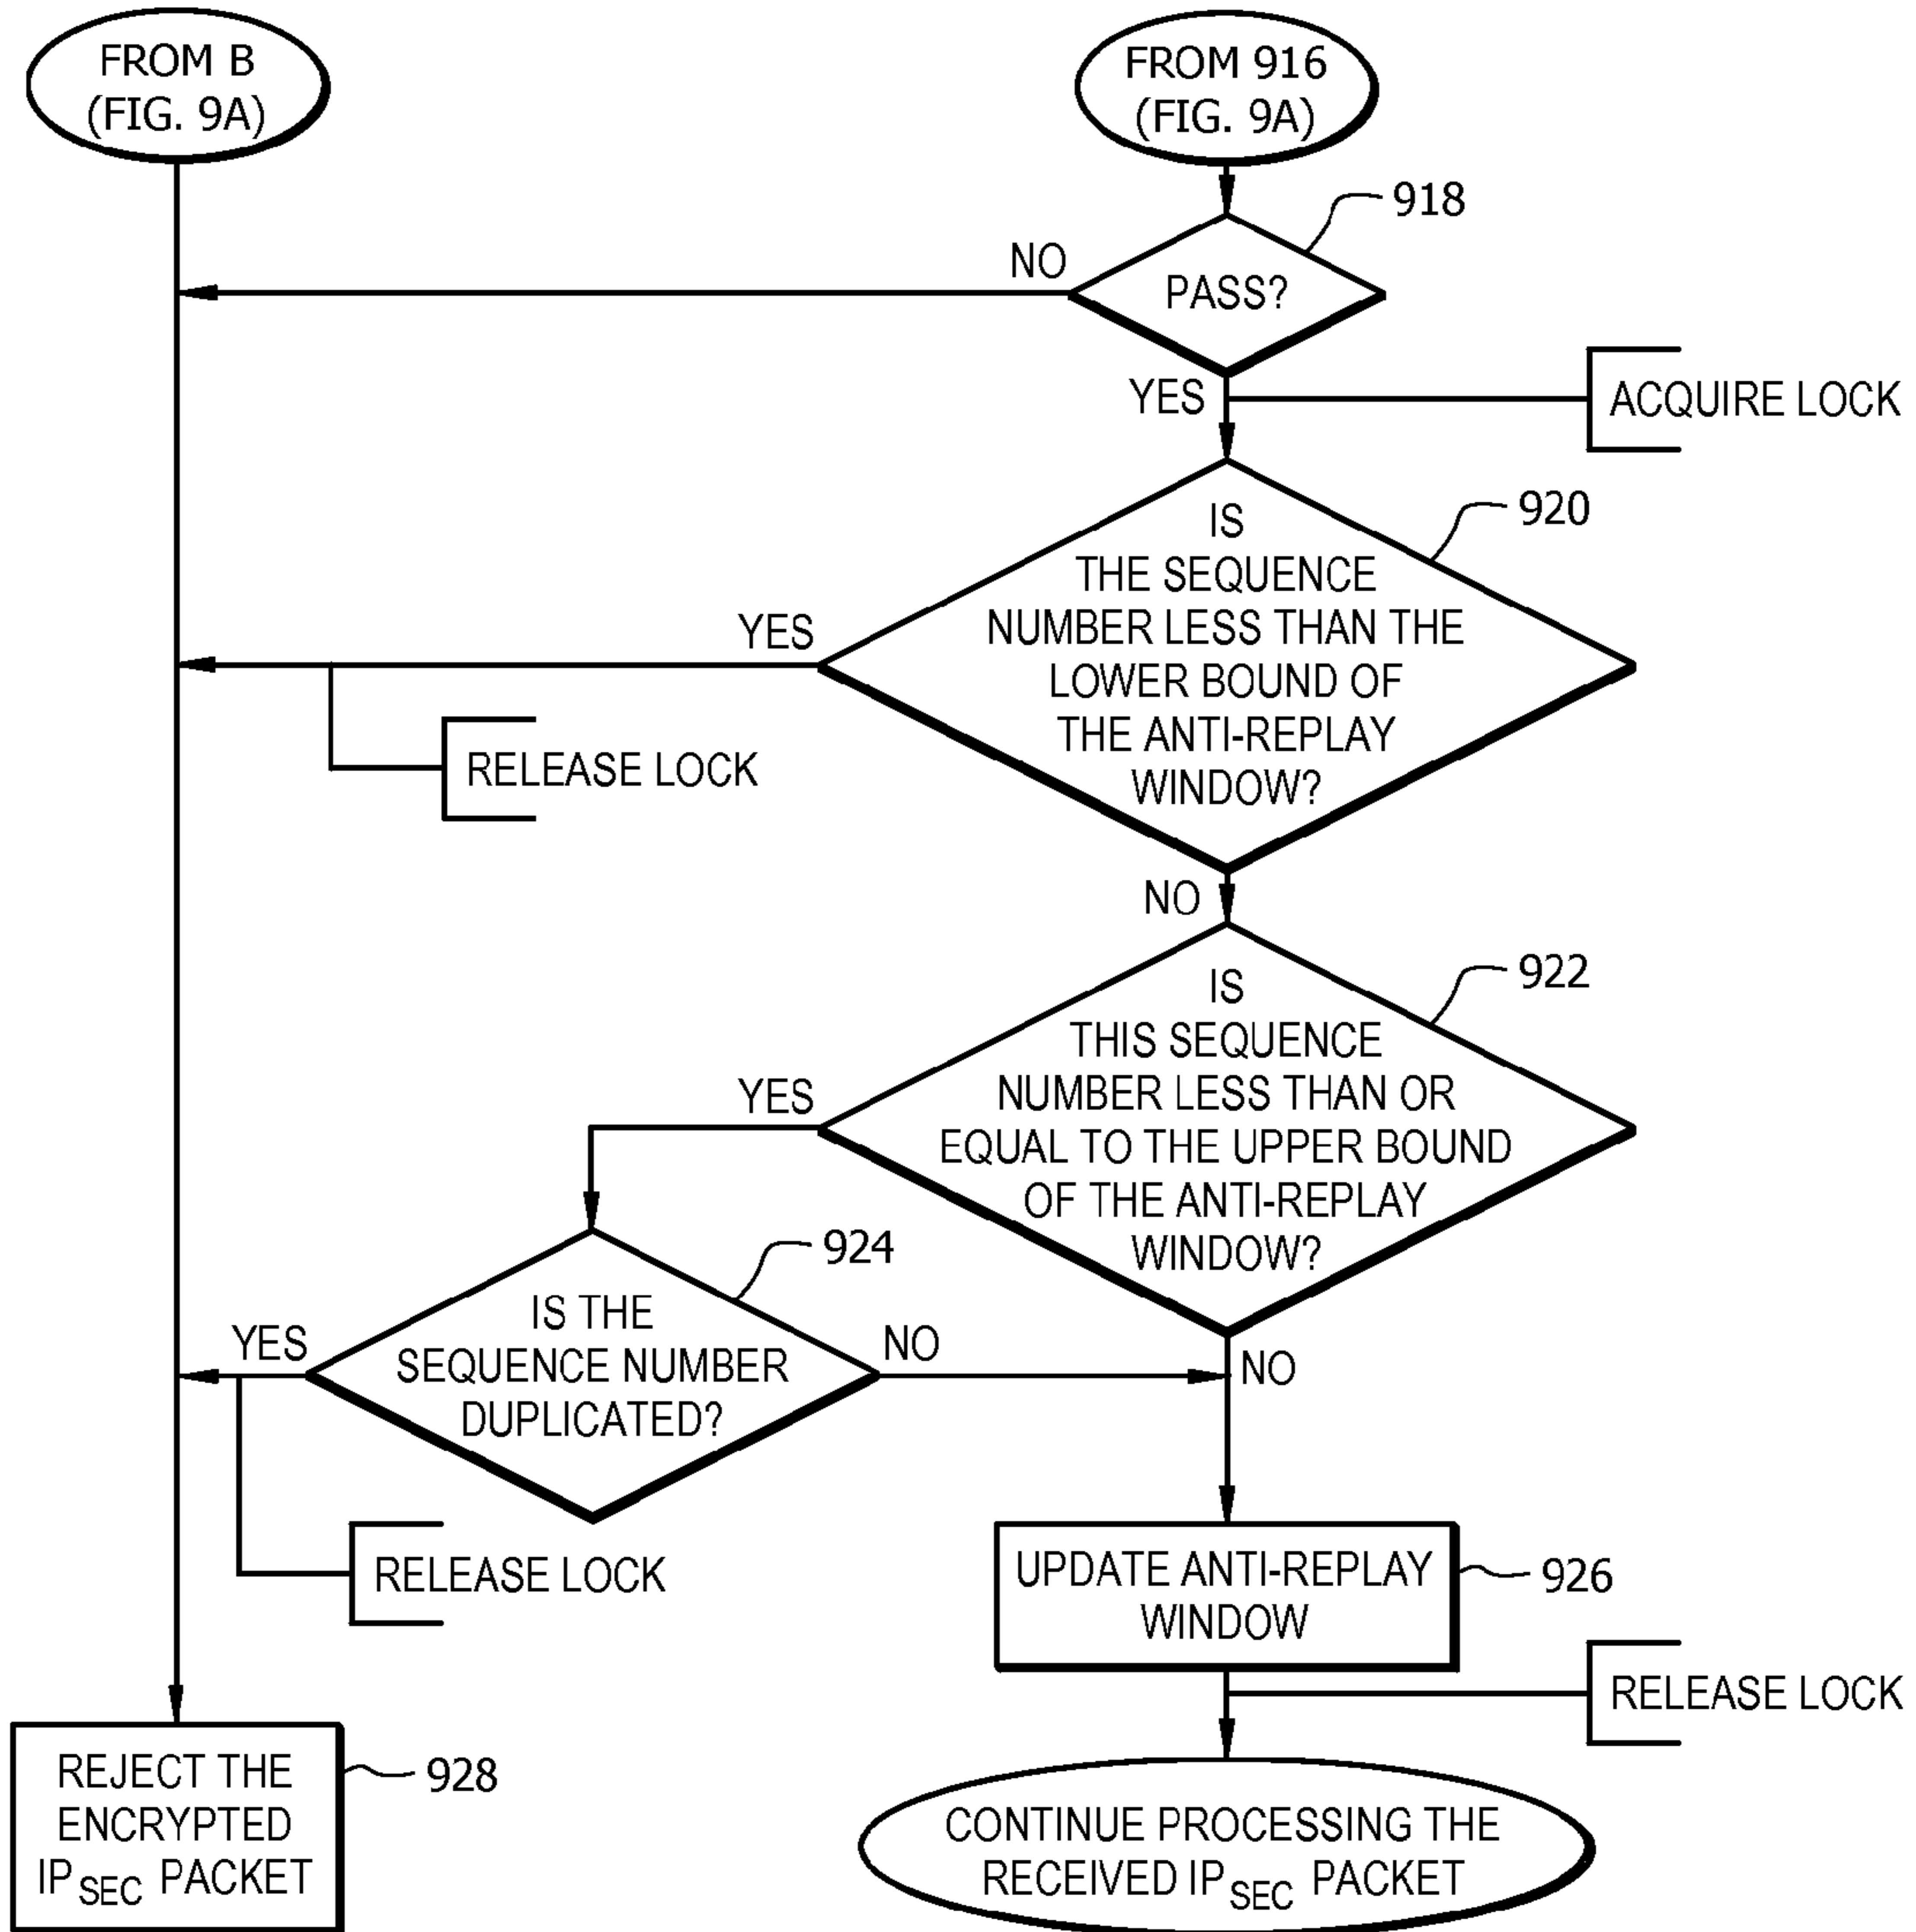 FROM B
(FIG. 9A)
FROM 916
(FIG. 9A)
918
NO
PASS?
YES
ACQUIRE LOCK
920
IS
THE SEQUENCE
NUMBER LESS THAN THE
LOWER BOUND OF
THE ANTI-REPLAY
WINDOW?
YES
RELEASE LOCK
NO
922
IS
THIS SEQUENCE
NUMBER LESS THAN OR
EQUAL TO THE UPPER BOUND
OF THE ANTI-REPLAY
WINDOW?
YES
924
IS THE
SEQUENCE NUMBER
DUPLICATED?
YES
NO
NO
RELEASE LOCK
UPDATE ANTI-REPLAY
WINDOW
926
RELEASE LOCK
REJECT THE
ENCRYPTED
IPSEC PACKET
928
CONTINUE PROCESSING THE
RECEIVED IPSEC PACKET